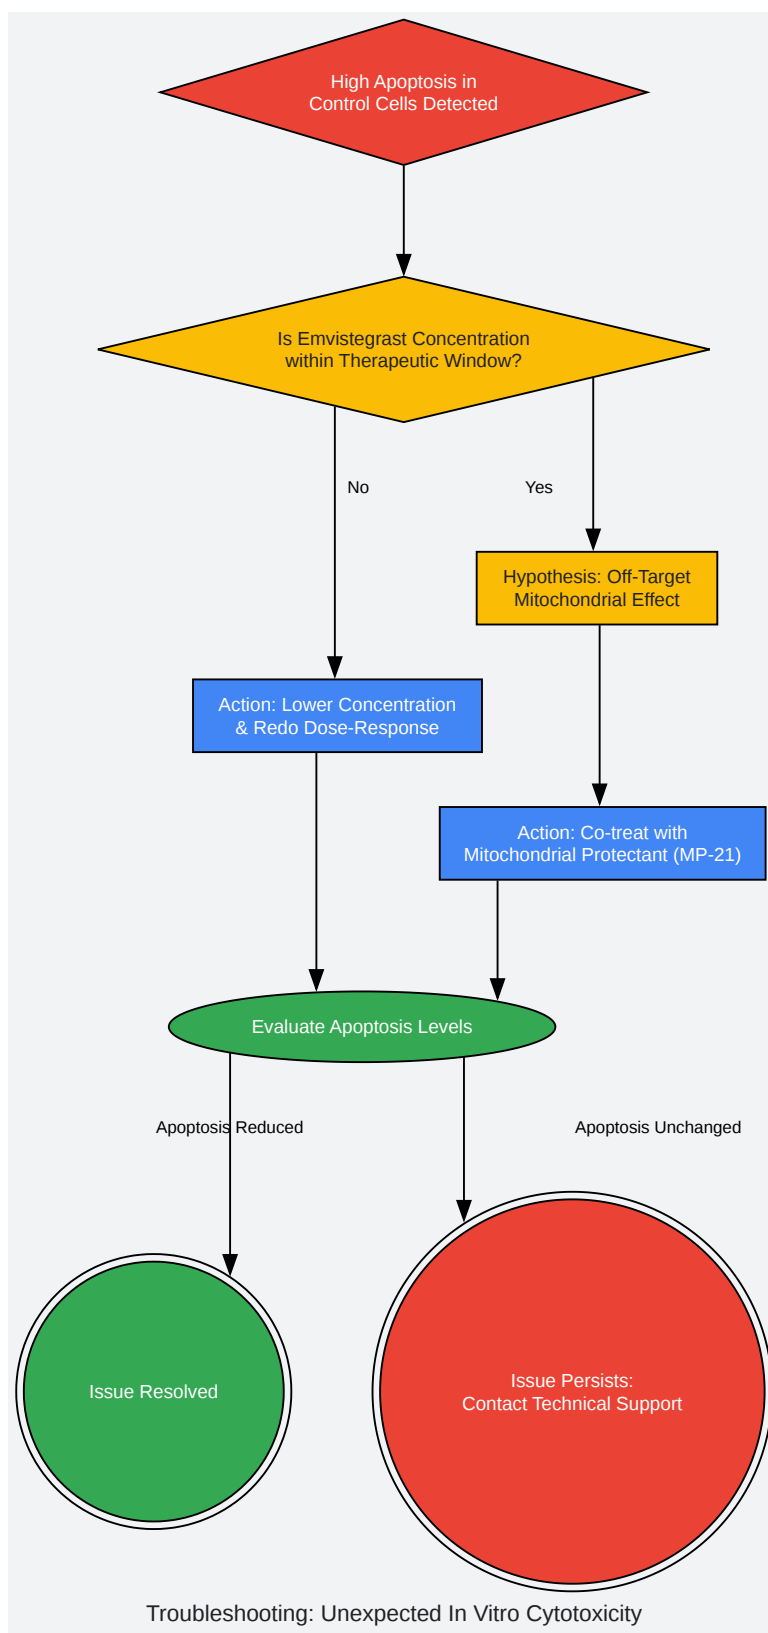 High Apoptosis in
Control Cells Detected
Is Emvistegrast Concentration
within Therapeutic Window?
No
Yes
Hypothesis: Off-Target
Mitochondrial Effect
Action: Lower Concentration
& Redo Dose-Response
Action: Co-treat with
Mitochondrial Protectant (MP-21)
Evaluate Apoptosis Levels
Apoptosis Reduced
Apoptosis Unchanged
Issue Resolved
Issue Persists:
Contact Technical Support
Troubleshooting: Unexpected In Vitro Cytotoxicity